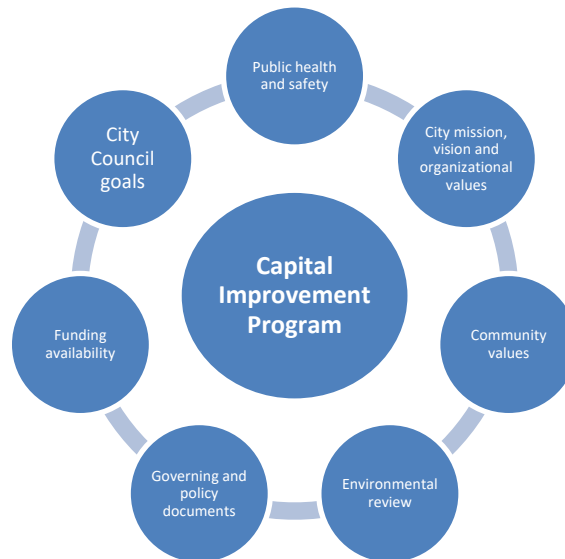 Public health
and safety
City mission,
vision and
organizational
values
Community
values
Environmental
review
Governing and
policy
documents
Funding
availability
City
Council
goals
Capital
Improvement
Program